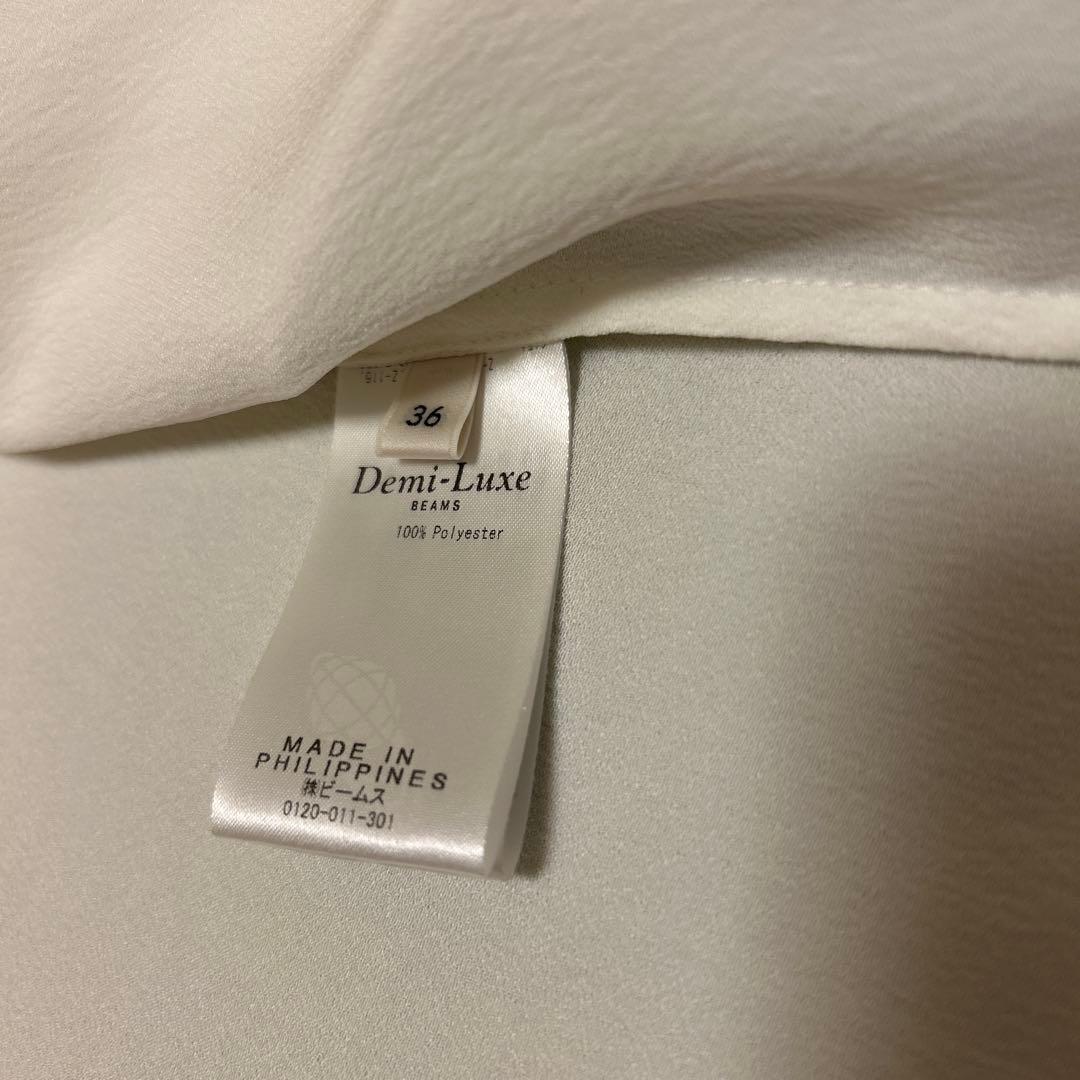 36
Demi-Luxe
BEAMS
100% Polyester
MADE IN
PHILIPPINES
㈱ビームス
0120-011-301